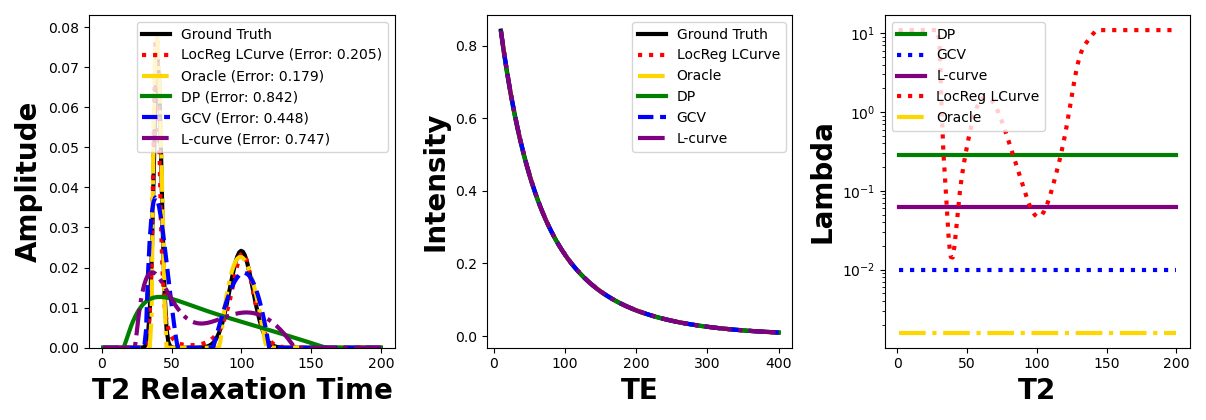 Amplitude
0.08
0.07
0.06
0.05
0.04
0.03
0.02
0.01
0.00
0
50
100
150
200
T2 Relaxation Time
Ground Truth
LocReg LCurve (Error: 0.205)
Oracle (Error: 0.179)
DP (Error: 0.842)
GCV (Error: 0.448)
L-curve (Error: 0.747)
Intensity
0.8
0.6
0.4
0.2
0.0
0
100
200
300
400
TE
Ground Truth
LocReg LCurve
Oracle
DP
GCV
L-curve
Lambda
10¹
10⁰
10⁻¹
10⁻²
0
50
100
150
200
T2
DP
GCV
L-curve
LocReg LCurve
Oracle